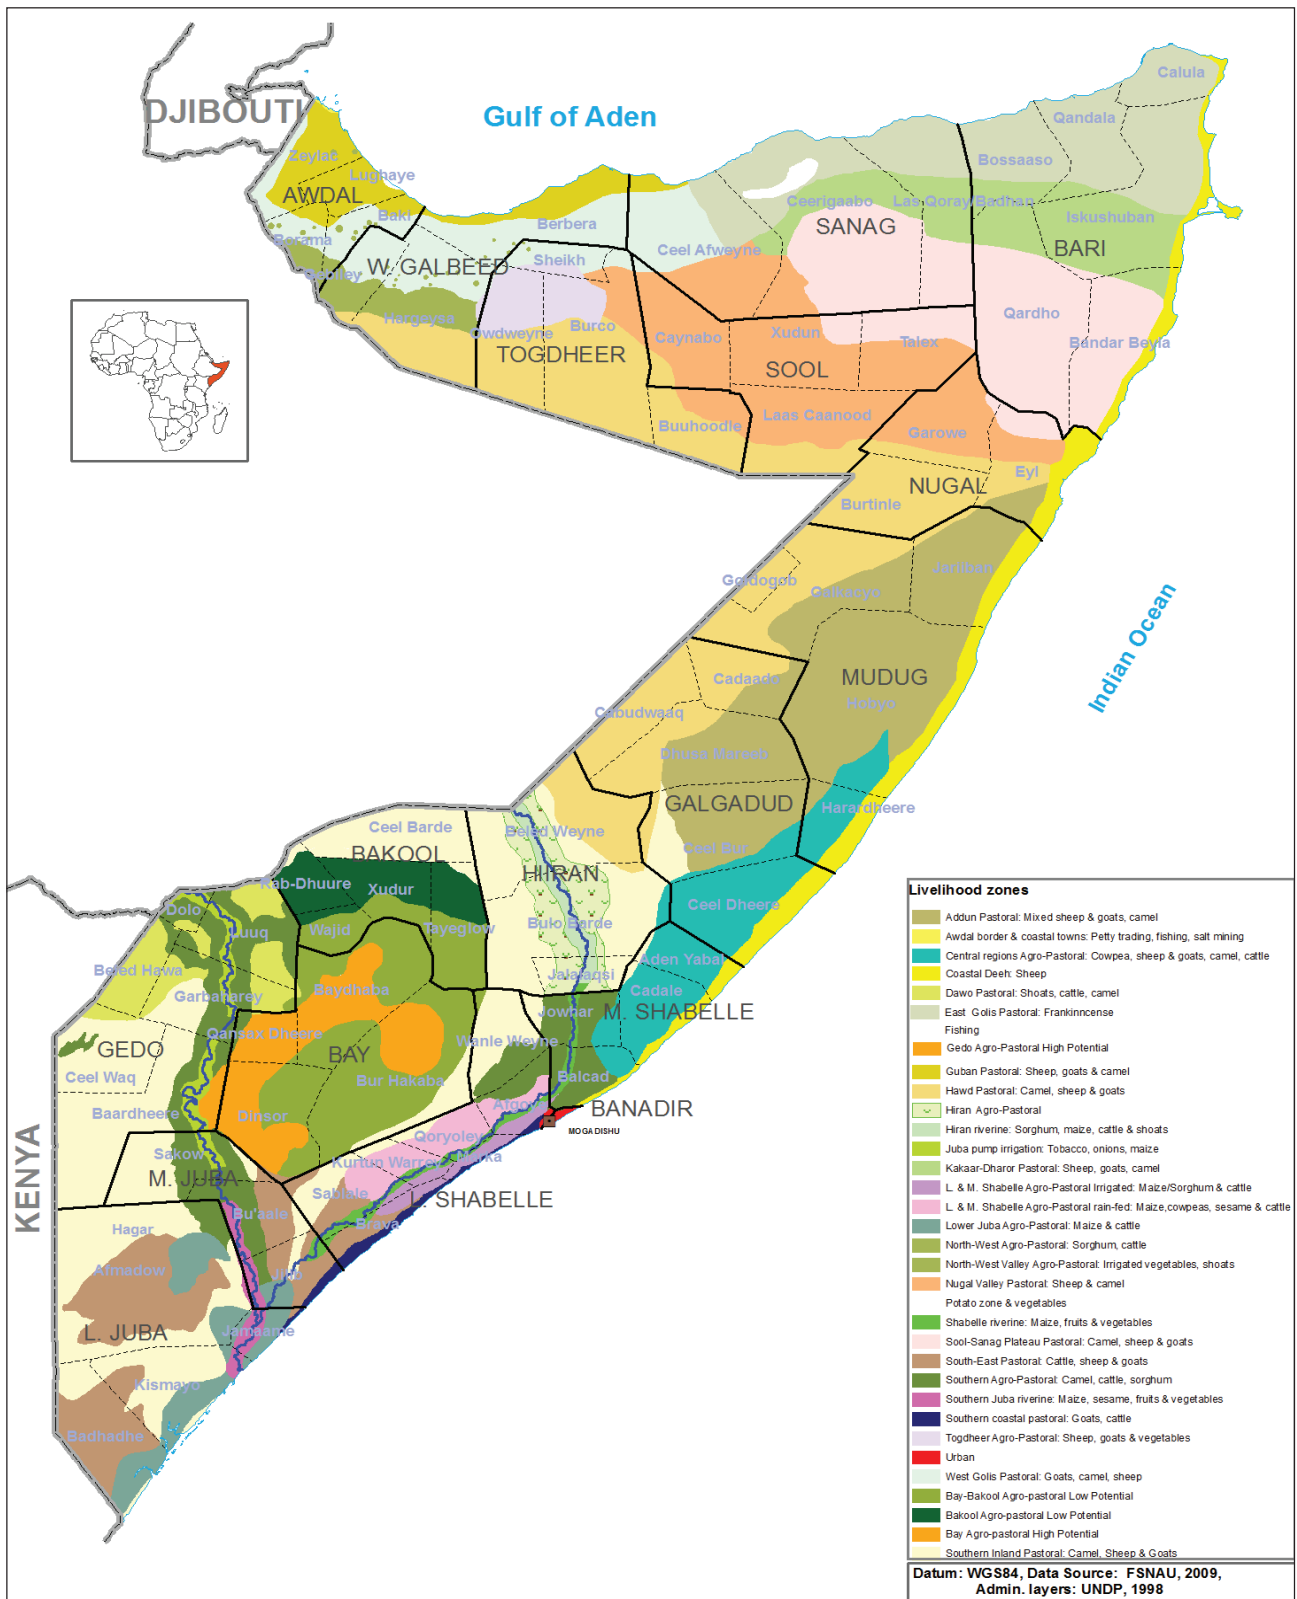 DJIBOUTI
Gulf of Aden
Calula
Qandala
Bossaaso
Zeylac
Lughaye
AWDAL
Ceerigaabo
Las Qoray/Badhan
Iskushuban
Baki
Berbera
SANAG
Borama
Ceel Afweyne
BARI
W. GALBEED
Sheikh
Hargeysa
Owdweyne
Burco
Qardho
Caynabo
Xudun
Talex
Bandar Beyla
TOGDHEER
SOOL
Buuhoodle
Laas Caanood
Garowe
Eyl
NUGAL
Burtinle
Goldogob
Galkacyo
Jariiban
Indian Ocean
Cadaado
MUDUG
Hobyo
Cabudwaaq
Dhusa Mareeb
GALGADUD
Harardheere
Ceel Barde
Beled Weyne
BAKOOL
Ceel Bur
Rab-Dhuure
Xudur
HIIRAN
Dolo
Ceel Dheere
Luuq
Wajid
Tayeglow
Bulo Barde
Aden Yabal
Beled Hawa
Jalalaqsi
Garbaharey
Baydhaba
Cadale
Jowhar
M. SHABELLE
Qansax Dheere
Wanle Weyne
GEDO
BAY
Ceel Waq
Bur Hakaba
Balcad
Baardheere
Dinsor
Afgoye
BANADIR
MOGADISHU
KENYA
Qoryoley
Sakow
Kurtun Warrey
Marka
M. JUBA
Sablale
L. SHABELLE
Bu'aale
Hagar
Brava
Afmadow
Jilib
L. JUBA
Jamaame
Kismayo
Badhadhe
Livelihood zones
Addun Pastoral: Mixed sheep & goats, camel
Awdal border & coastal towns: Petty trading, fishing, salt mining
Central regions Agro-Pastoral: Cowpea, sheep & goats, camel, cattle
Coastal Deeh: Sheep
Dawo Pastoral: Shoats, cattle, camel
East Golis Pastoral: Frankinncense
Fishing
Gedo Agro-Pastoral High Potential
Guban Pastoral: Sheep, goats & camel
Hawd Pastoral: Camel, sheep & goats
Hiran Agro-Pastoral
Hiran riverine: Sorghum, maize, cattle & shoats
Juba pump irrigation: Tobacco, onions, maize
Kakaar-Dharor Pastoral: Sheep, goats, camel
L. & M. Shabelle Agro-Pastoral Irrigated: Maize/Sorghum & cattle
L. & M. Shabelle Agro-Pastoral rain-fed: Maize,cowpeas, sesame & cattle
Lower Juba Agro-Pastoral: Maize & cattle
North-West Agro-Pastoral: Sorghum, cattle
North-West Valley Agro-Pastoral: Irrigated vegetables, shoats
Nugal Valley Pastoral: Sheep & camel
Potato zone & vegetables
Shabelle riverine: Maize, fruits & vegetables
Sool-Sanag Plateau Pastoral: Camel, sheep & goats
South-East Pastoral: Cattle, sheep & goats
Southern Agro-Pastoral: Camel, cattle, sorghum
Southern Juba riverine: Maize, sesame, fruits & vegetables
Southern coastal pastoral: Goats, cattle
Togdheer Agro-Pastoral: Sheep, goats & vegetables
Urban
West Golis Pastoral: Goats, camel, sheep
Bay-Bakool Agro-pastoral Low Potential
Bakool Agro-pastoral Low Potential
Bay Agro-pastoral High Potential
Southern Inland Pastoral: Camel, Sheep & Goats
Datum: WGS84, Data Source: FSNAU, 2009,
Admin. layers: UNDP, 1998